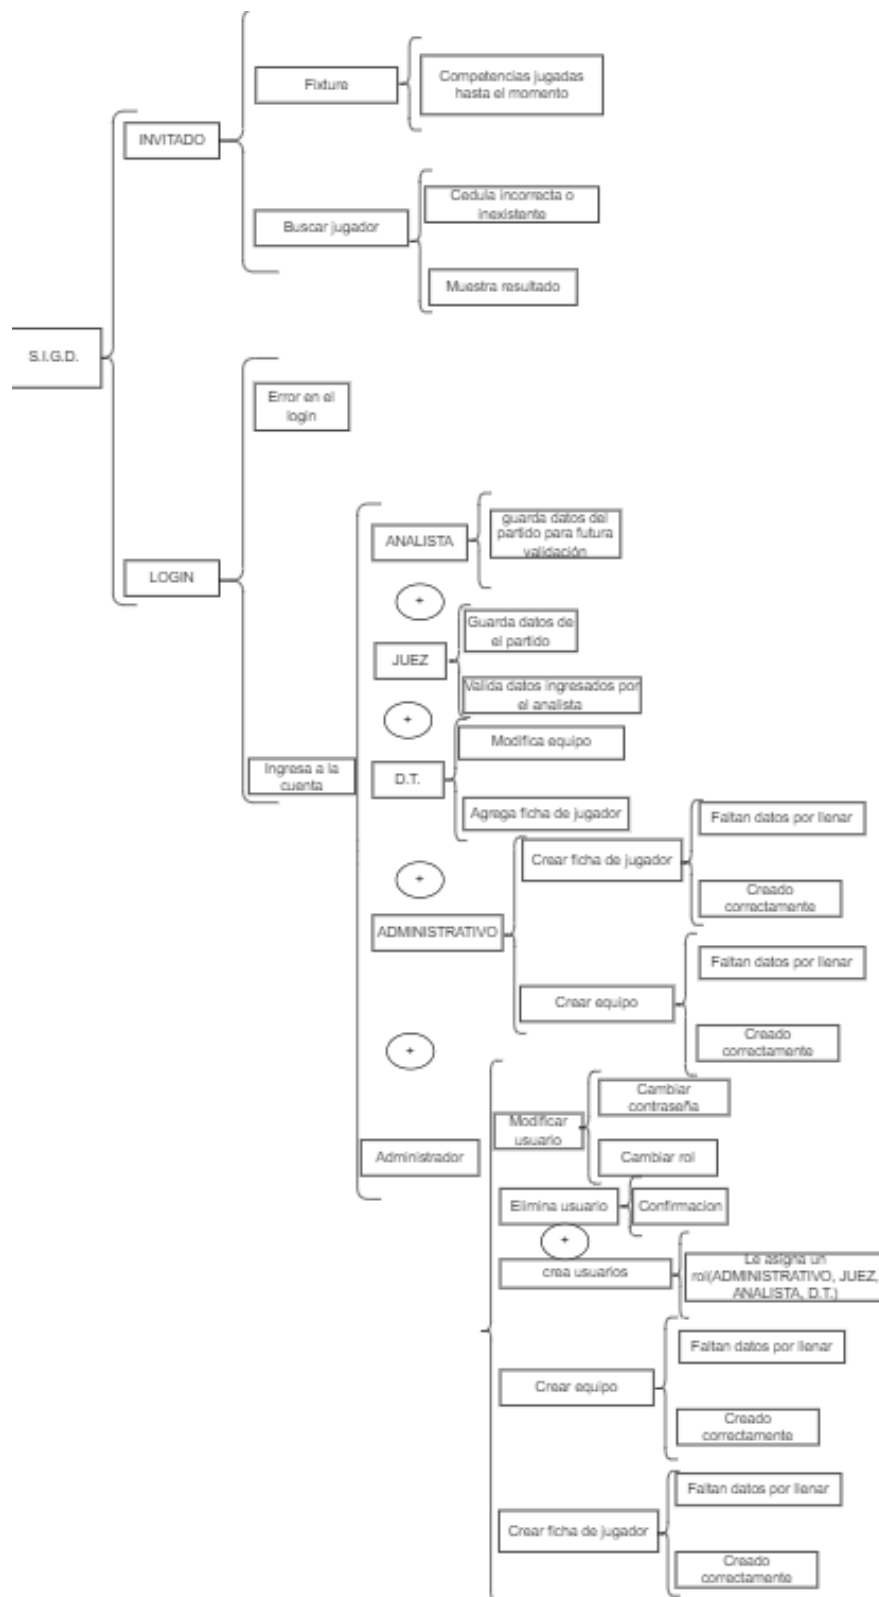 Fixture
Competencias jugadas
hasta el momento
INVITADO
Buscar jugador
Cedula incorrecta o
inexistente
Muestra resultado
S.I.G.D.
LOGIN
Error en el
login
Ingresa a la
cuenta
ANALISTA
guarda datos del
partido para futura
validación
+
JUEZ
Guarda datos de
el partido
Valida datos ingresados por
el analista
+
D.T.
Modifica equipo
Agrega ficha de jugador
+
ADMINISTRATIVO
Crear ficha de jugador
Faltan datos por llenar
Creado
correctamente
Crear equipo
Faltan datos por llenar
Creado
correctamente
+
Administrador
Modificar
usuario
Cambiar
contraseña
Cambiar rol
Elimina usuario
Confirmacion
+
crea usuarios
Le asigna un
rol(ADMINISTRATIVO, JUEZ,
ANALISTA, D.T.)
Crear equipo
Faltan datos por llenar
Creado
correctamente
Crear ficha de jugador
Faltan datos por llenar
Creado
correctamente